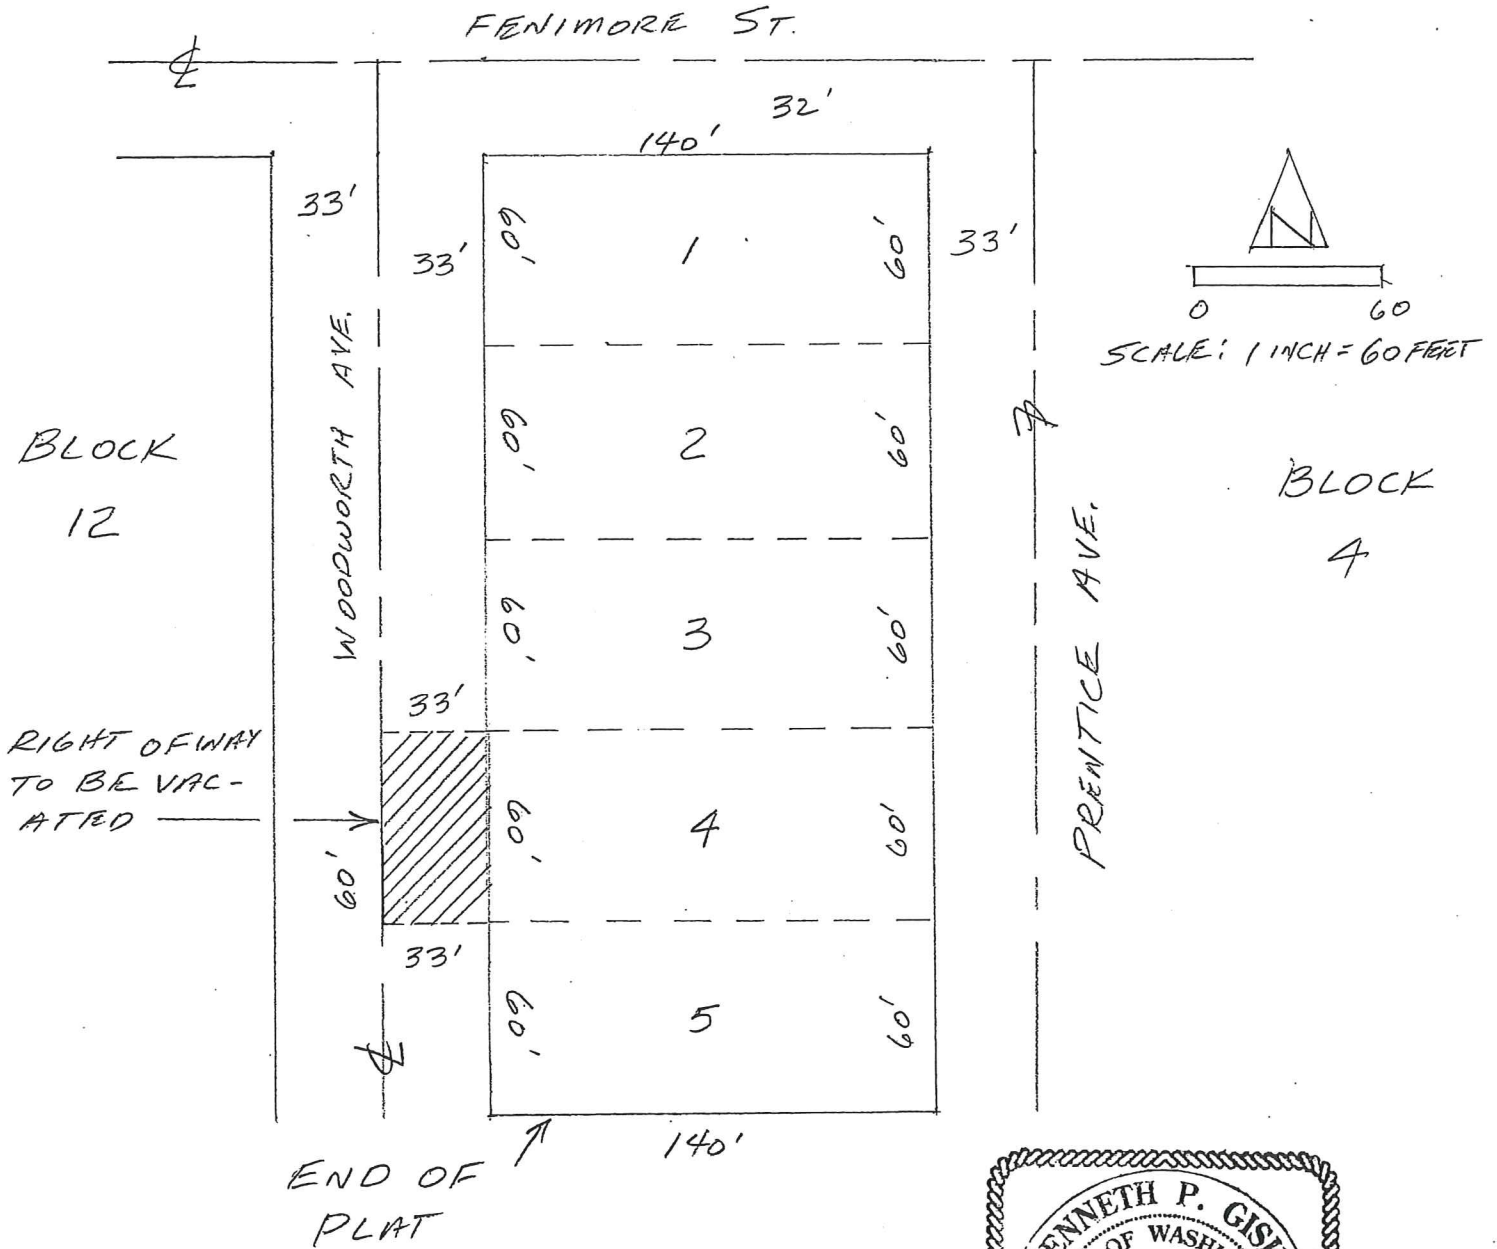 FENIMORE ST.
℄
32'
140'
33'
33'
60'
1
60'
33'
N
0 60
SCALE: 1 INCH = 60 FEET
WOODWORTH AVE.
BLOCK
12
60'
2
60'
℄
BLOCK
4
60'
3
60'
PRENTICE AVE.
33'
RIGHT OF WAY
TO BE VAC-
ATED
60'
60'
4
60'
33'
60'
5
60'
℄
140'
END OF
PLAT
KENNETH P.
OF